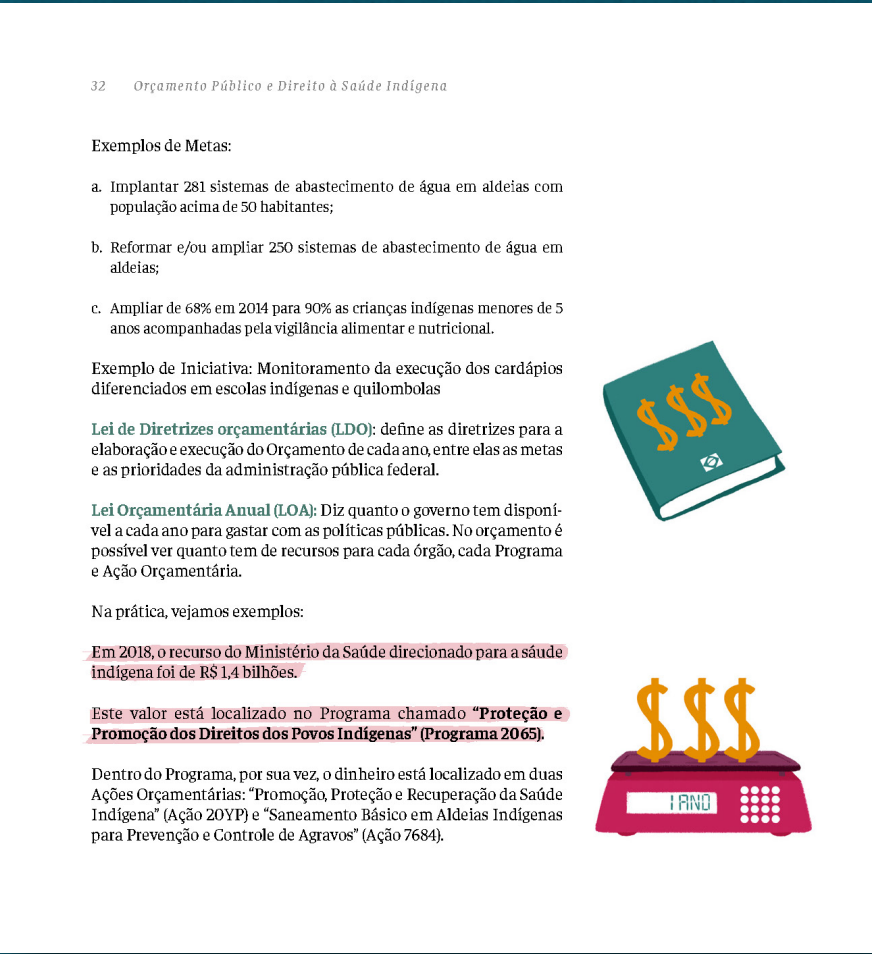 32 Orçamento Público e Direito à Saúde Indígena
Exemplos de Metas:
a. Implantar 281 sistemas de abastecimento de água em aldeias com
população acima de 50 habitantes;
b. Reformar e/ou ampliar 250 sistemas de abastecimento de água em
aldeias;
c. Ampliar de 68% em 2014 para 90% as crianças indígenas menores de 5
anos acompanhadas pela vigilância alimentar e nutricional.
Exemplo de Iniciativa: Monitoramento da execução dos cardápios
diferenciados em escolas indígenas e quilombolas
Lei de Diretrizes orçamentárias (LDO): define as diretrizes para a
elaboração e execução do Orçamento de cada ano, entre elas as metas
e as prioridades da administração pública federal.
Lei Orçamentária Anual (LOA): Diz quanto o governo tem disponí-
vel a cada ano para gastar com as políticas públicas. No orçamento é
possível ver quanto tem de recursos para cada órgão, cada Programa
e Ação Orçamentária.
Na prática, vejamos exemplos:
Em 2018, o recurso do Ministério da Saúde direcionado para a sáude
indígena foi de R$ 1,4 bilhões.
Este valor está localizado no Programa chamado “Proteção e
Promoção dos Direitos dos Povos Indígenas” (Programa 2065).
Dentro do Programa, por sua vez, o dinheiro está localizado em duas
Ações Orçamentárias: “Promoção, Proteção e Recuperação da Saúde
Indígena” (Ação 20YP) e “Saneamento Básico em Aldeias Indígenas
para Prevenção e Controle de Agravos” (Ação 7684).
$$$
$$$
1 ANO